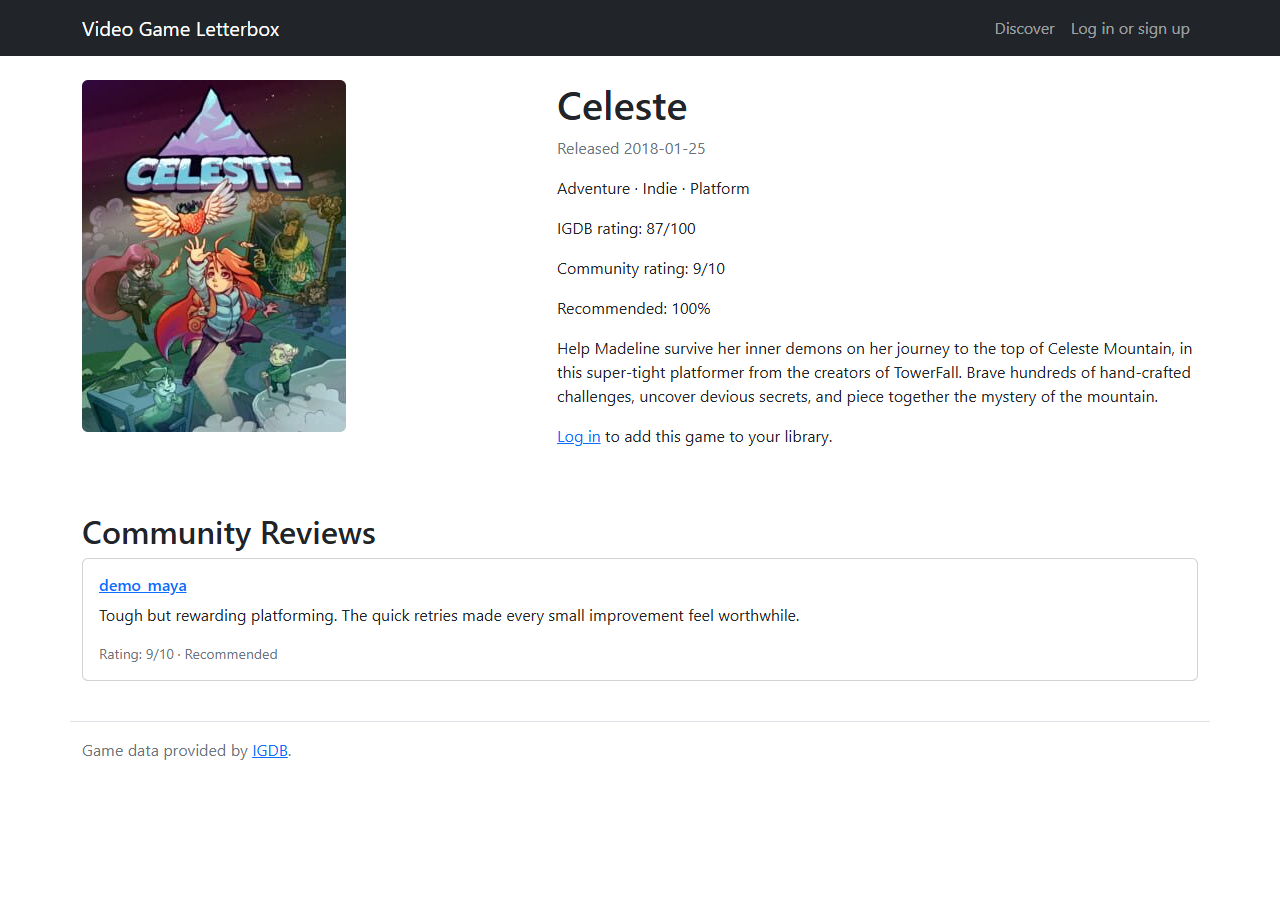 Video Game Letterbox
Discover
Log in or sign up
CELESTE
Celeste
Released 2018-01-25
Adventure · Indie · Platform
IGDB rating: 87/100
Community rating: 9/10
Recommended: 100%
Help Madeline survive her inner demons on her journey to the top of Celeste Mountain, in
this super-tight platformer from the creators of TowerFall. Brave hundreds of hand-crafted
challenges, uncover devious secrets, and piece together the mystery of the mountain.
Log in to add this game to your library.
Community Reviews
demo_maya
Tough but rewarding platforming. The quick retries made every small improvement feel worthwhile.
Rating: 9/10 · Recommended
Game data provided by IGDB.